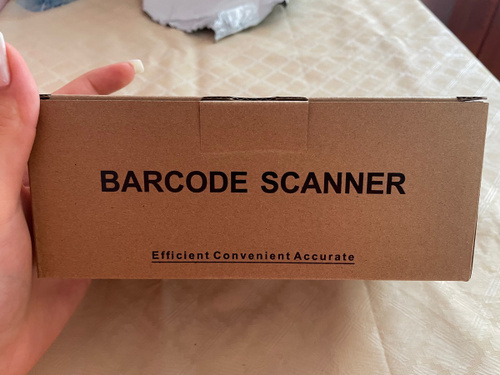 BARCODE SCANNER
Efficient Convenient Accurate